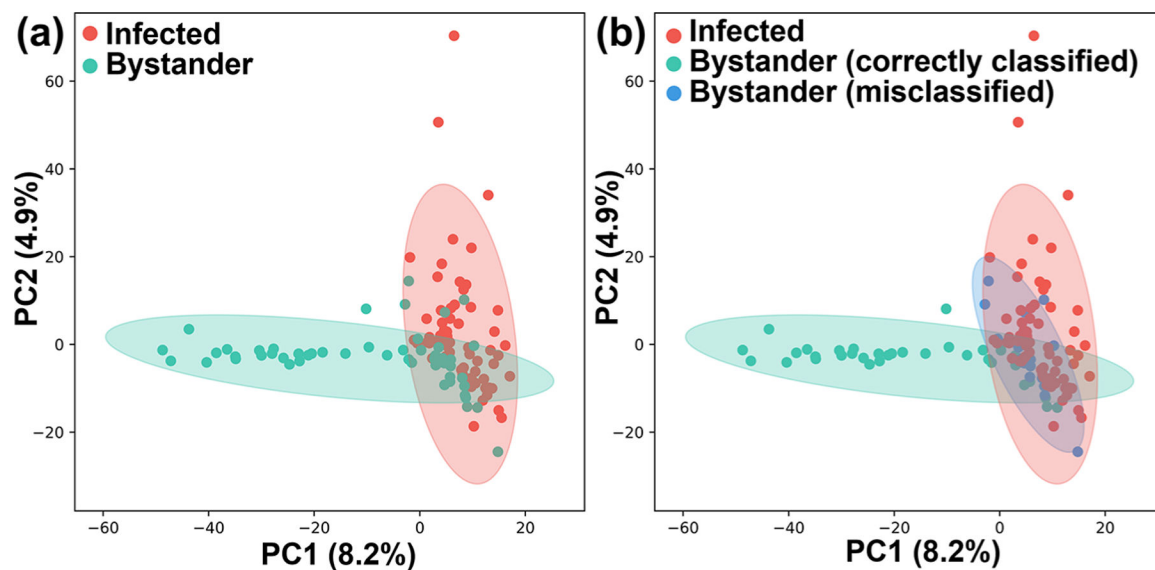 (a)
Infected
Bystander
60
40
20
0
−20
−60
−40
−20
0
20
PC2 (4.9%)
PC1 (8.2%)
(b)
Infected
Bystander (correctly classified)
Bystander (misclassified)
60
40
20
0
−20
−60
−40
−20
0
20
PC2 (4.9%)
PC1 (8.2%)